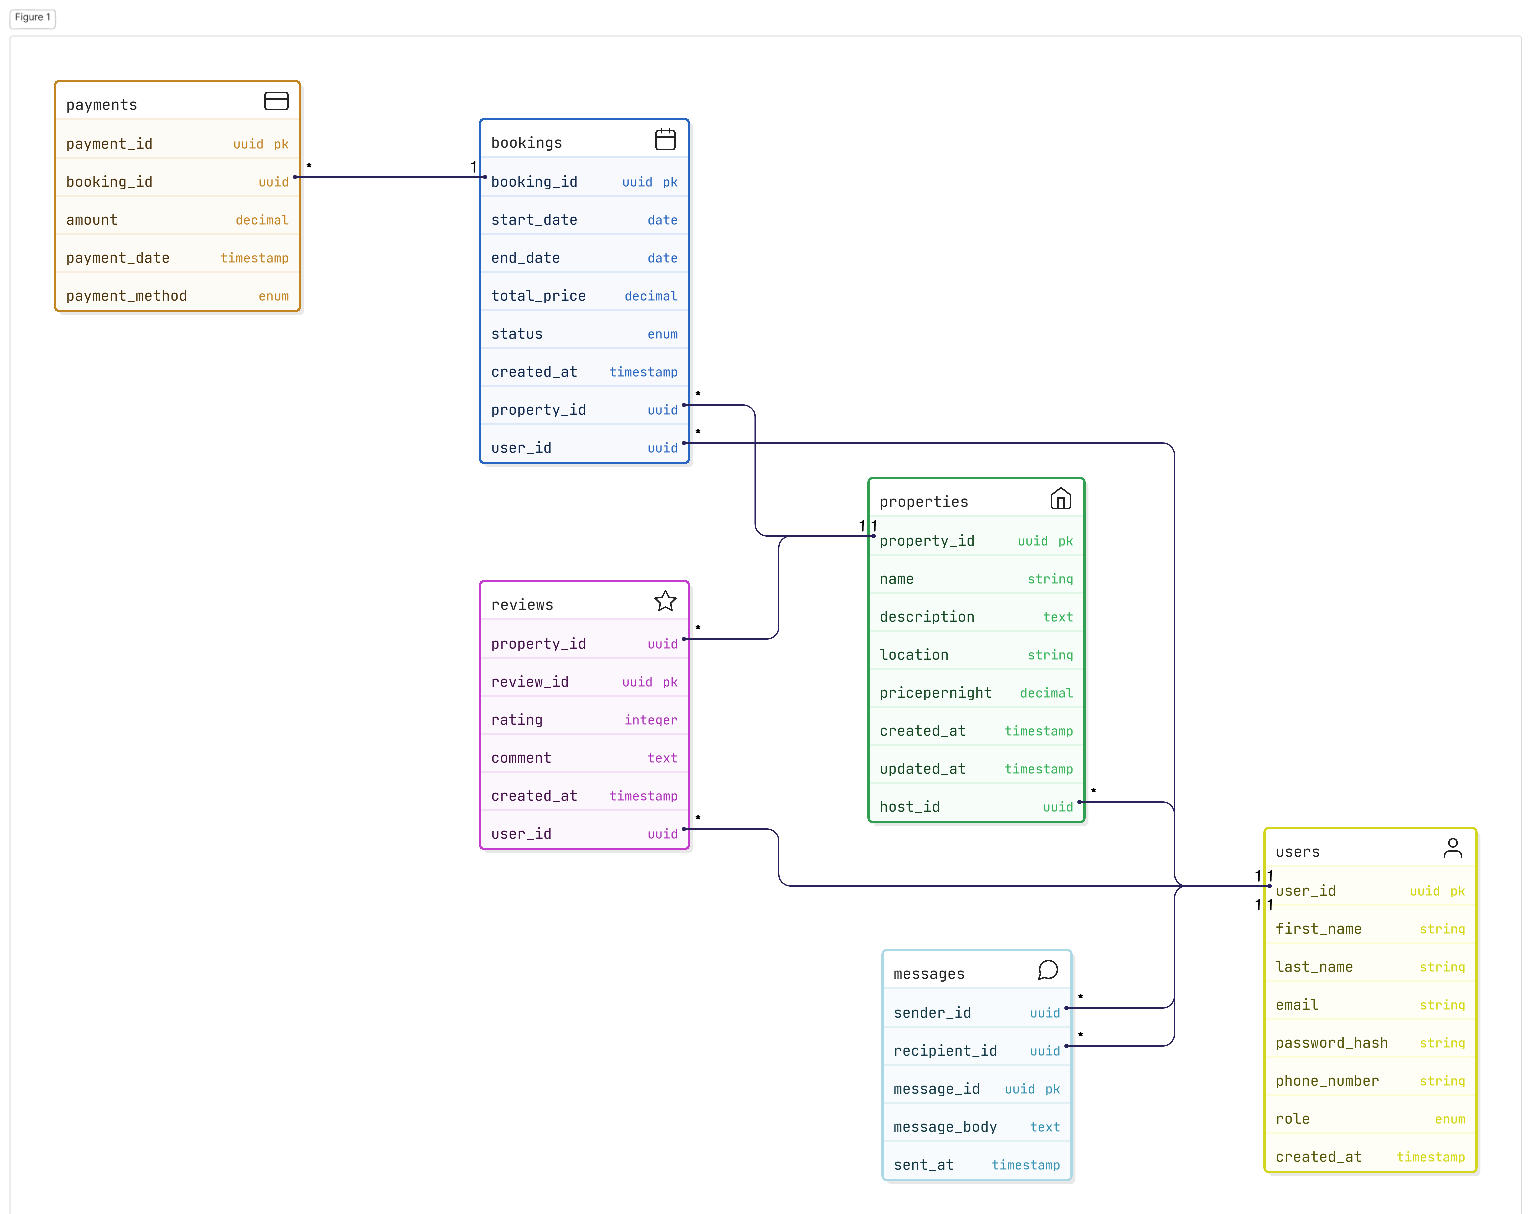 Figure 1
payments
payment_id uuid pk
booking_id uuid
amount decimal
payment_date timestamp
payment_method enum
*
1
bookings
booking_id uuid pk
start_date date
end_date date
total_price decimal
status enum
created_at timestamp
property_id uuid
user_id uuid
*
*
properties
1 1
property_id uuid pk
name string
description text
location string
pricepernight decimal
created_at timestamp
updated_at timestamp
host_id uuid
*
reviews
property_id uuid
review_id uuid pk
rating integer
comment text
created_at timestamp
user_id uuid
*
*
users
1 1
user_id uuid pk
1 1
first_name string
last_name string
email string
password_hash string
phone_number string
role enum
created_at timestamp
messages
sender_id uuid
recipient_id uuid
message_id uuid pk
message_body text
sent_at timestamp
*
*